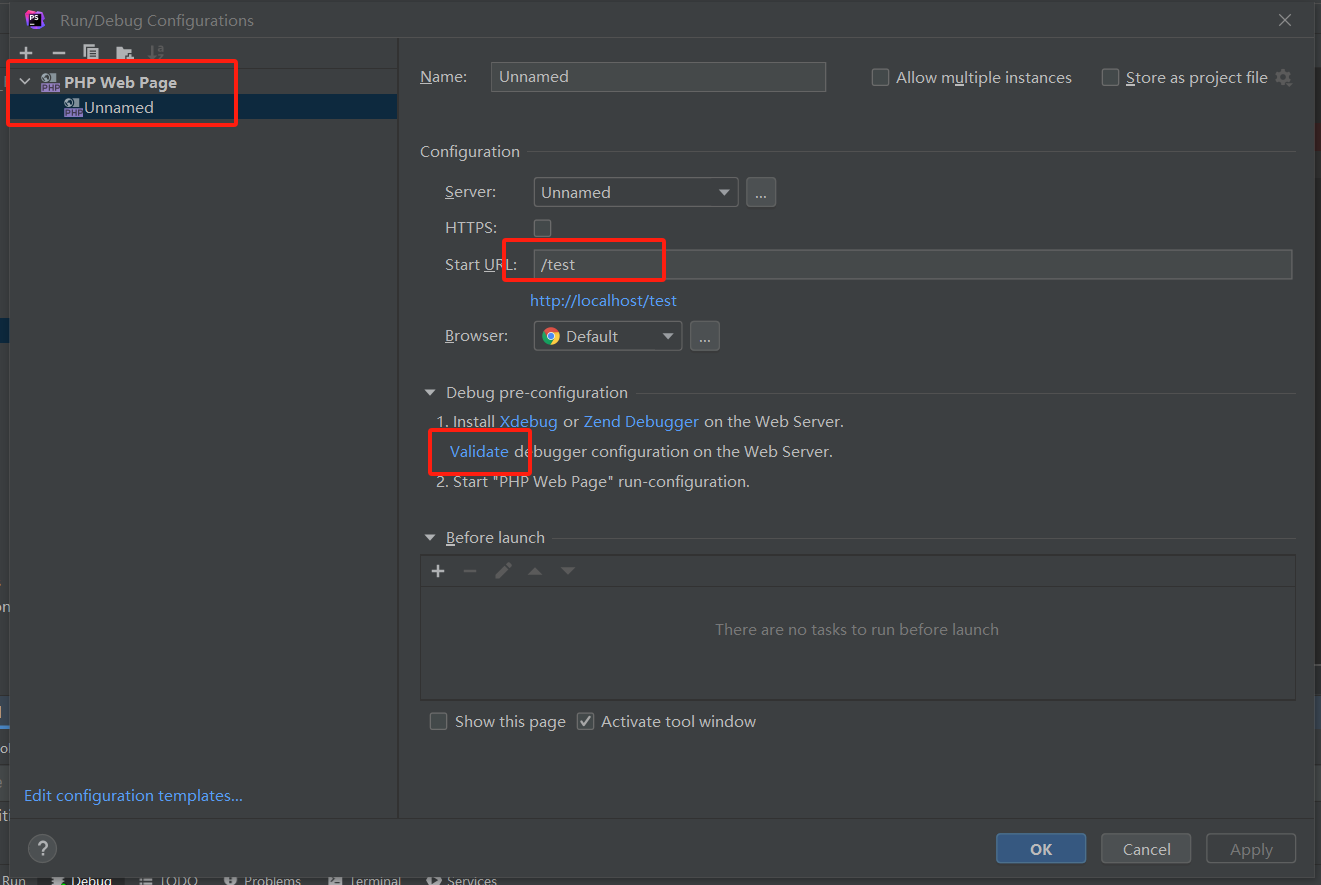 Run/Debug Configurations
PHP Web Page
Unnamed
Name: Unnamed Allow multiple instances Store as project file
Configuration
Server: Unnamed ...
HTTPS:
Start URL: /test
http://localhost/test
Browser: Default ...
Debug pre-configuration
1. Install Xdebug or Zend Debugger on the Web Server.
Validate debugger configuration on the Web Server.
2. Start "PHP Web Page" run-configuration.
Before launch
There are no tasks to run before launch
Show this page Activate tool window
Edit configuration templates...
? OK Cancel Apply
Run Debug TODO Problems Terminal Services